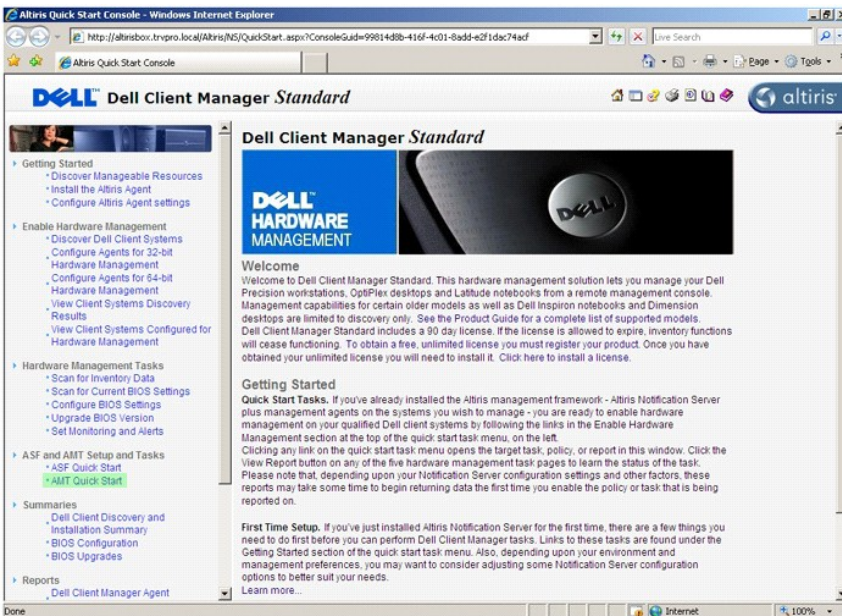 Altiris Quick Start Console - Windows Internet Explorer
http://altirisbox.trvpro.local/Altiris/NS/QuickStart.aspx?ConsoleGuid=99814d8b-416f-4c01-8add-e2f1dac74acf
Live Search
Altiris Quick Start Console
Page
Tools
DELL™ Dell Client Manager Standard
altiris
Getting Started
Discover Manageable Resources
Install the Altiris Agent
Configure Altiris Agent settings
Enable Hardware Management
Discover Dell Client Systems
Configure Agents for 32-bit
Hardware Management
Configure Agents for 64-bit
Hardware Management
View Client Systems Discovery
Results
View Client Systems Configured for
Hardware Management
Hardware Management Tasks
Scan for Inventory Data
Scan for Current BIOS Settings
Configure BIOS Settings
Upgrade BIOS Version
Set Monitoring and Alerts
ASF and AMT Setup and Tasks
ASF Quick Start
AMT Quick Start
Summaries
Dell Client Discovery and
Installation Summary
BIOS Configuration
BIOS Upgrades
Reports
Dell Client Manager Agent
Dell Client Manager Standard
DELL™
HARDWARE
MANAGEMENT
DELL
Welcome
Welcome to Dell Client Manager Standard. This hardware management solution lets you manage your Dell
Precision workstations, OptiPlex desktops and Latitude notebooks from a remote management console.
Management capabilities for certain older models as well as Dell Inspiron notebooks and Dimension
desktops are limited to discovery only. See the Product Guide for a complete list of supported models.
Dell Client Manager Standard includes a 90 day license. If the license is allowed to expire, inventory functions
will cease functioning. To obtain a free, unlimited license you must register your product. Once you have
obtained your unlimited license you will need to install it. Click here to install a license.
Getting Started
Quick Start Tasks. If you've already installed the Altiris management framework - Altiris Notification Server
plus management agents on the systems you wish to manage - you are ready to enable hardware
management on your qualified Dell client systems by following the links in the Enable Hardware
Management section at the top of the quick start task menu, on the left.
Clicking any link on the quick start task menu opens the target task, policy, or report in this window. Click the
View Report button on any of the five hardware management task pages to learn the status of the task.
Please note that, depending upon your Notification Server configuration settings and other factors, these
reports may take some time to begin returning data the first time you enable the policy or task that is being
reported on.
First Time Setup. If you've just installed Altiris Notification Server for the first time, there are a few things you
need to do first before you can perform Dell Client Manager tasks. Links to these tasks are found under the
Getting Started section of the quick start task menu. Also, depending upon your environment and
management preferences, you may want to consider adjusting some Notification Server configuration
options to better suit your needs.
Learn more...
Done
Internet
100%